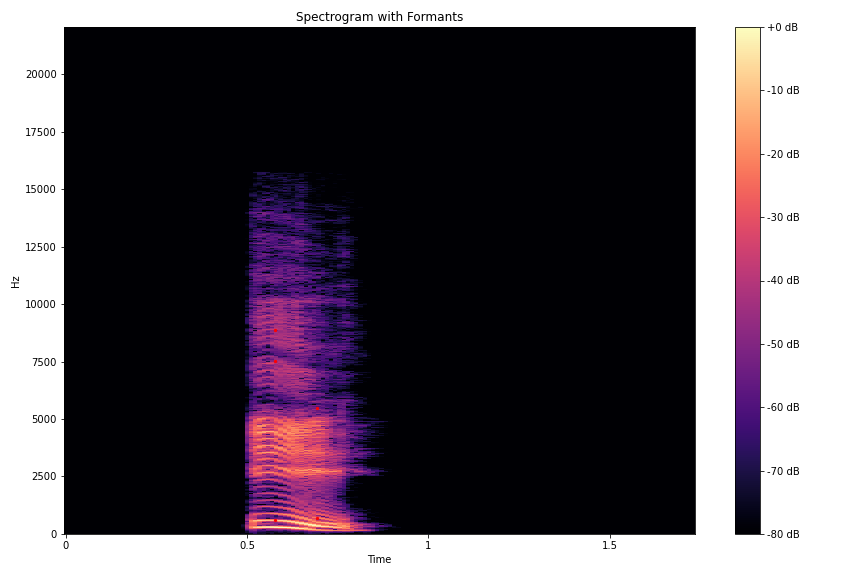 Spectrogram with Formants
Hz
20000
17500
15000
12500
10000
7500
5000
2500
0
0
0.5
1
1.5
Time
+0 dB
-10 dB
-20 dB
-30 dB
-40 dB
-50 dB
-60 dB
-70 dB
-80 dB